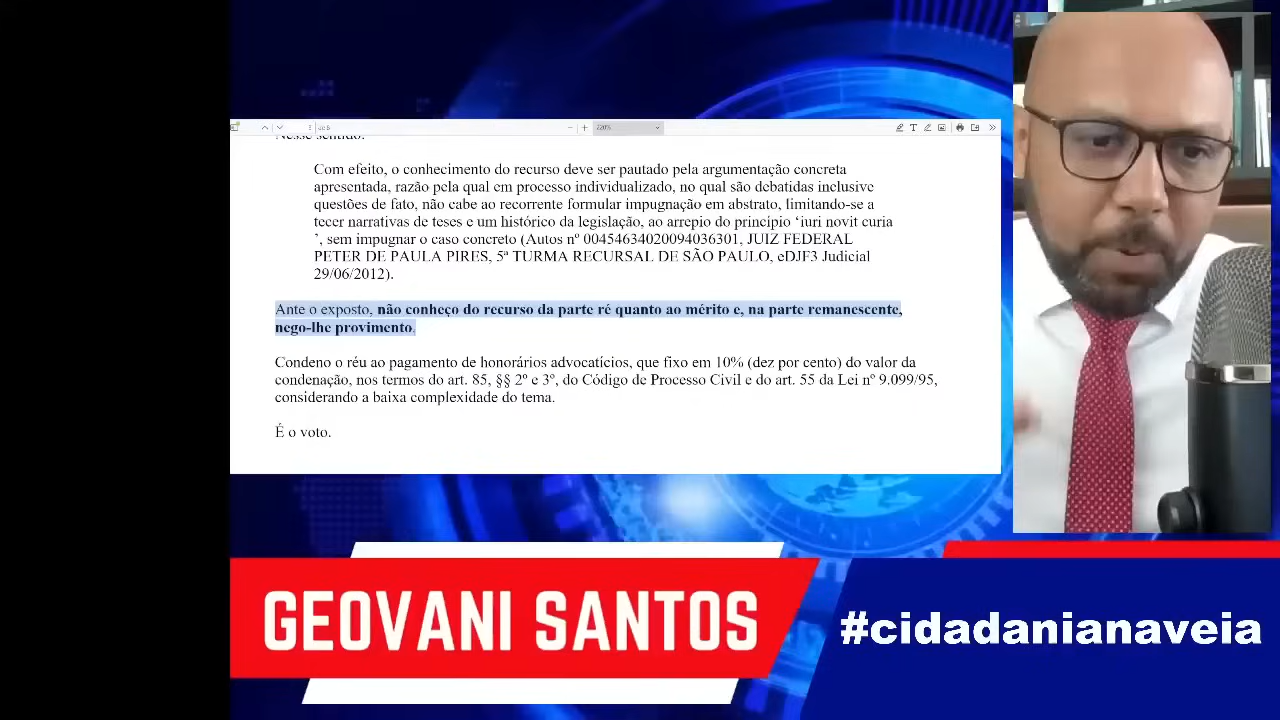 Nesse sentido:
120%
Com efeito, o conhecimento do recurso deve ser pautado pela argumentação concreta
apresentada, razão pela qual em processo individualizado, no qual são debatidas inclusive
questões de fato, não cabe ao recorrente formular impugnação em abstrato, limitando-se a
tecer narrativas de teses e um histórico da legislação, ao arrepio do princípio ‘iuri novit curia
’, sem impugnar o caso concreto (Autos nº 00454634020094036301, JUIZ FEDERAL
PETER DE PAULA PIRES, 5ª TURMA RECURSAL DE SÃO PAULO, eDJF3 Judicial
29/06/2012).
Ante o exposto, não conheço do recurso da parte ré quanto ao mérito e, na parte remanescente,
nego-lhe provimento.
Condeno o réu ao pagamento de honorários advocatícios, que fixo em 10% (dez por cento) do valor da
condenação, nos termos do art. 85, §§ 2º e 3º, do Código de Processo Civil e do art. 55 da Lei nº 9.099/95,
considerando a baixa complexidade do tema.
É o voto.
GEOVANI SANTOS
#cidadanianaveia